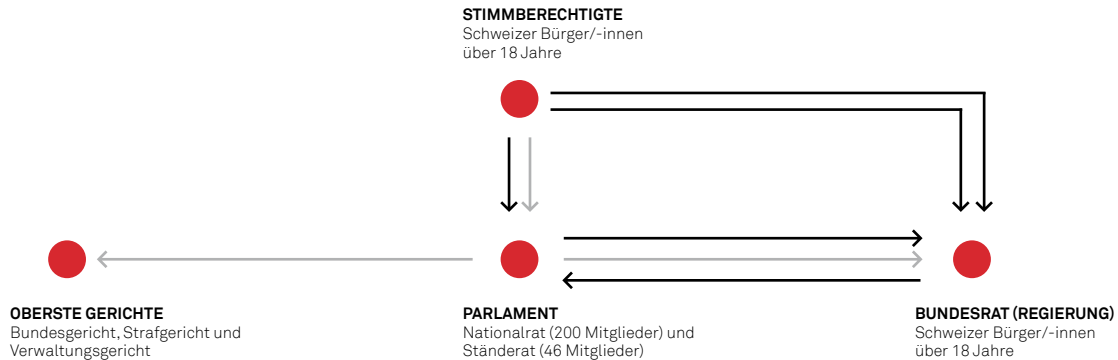 STIMMBERECHTIGTE
Schweizer Bürger/-innen
über 18 Jahre
OBERSTE GERICHTE
Bundesgericht, Strafgericht und
Verwaltungsgericht
PARLAMENT
Nationalrat (200 Mitglieder) und
Ständerat (46 Mitglieder)
BUNDESRAT (REGIERUNG)
Schweizer Bürger/-innen
über 18 Jahre